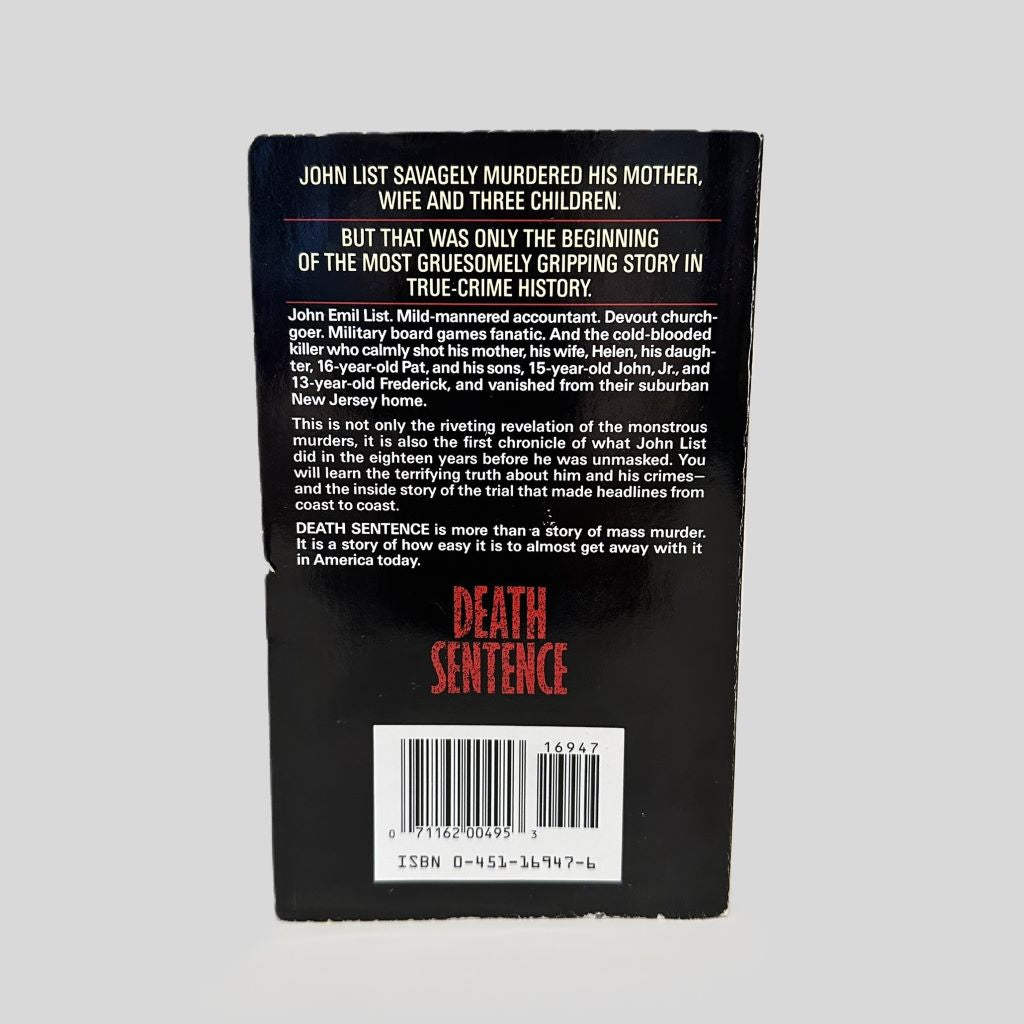 JOHN LIST SAVAGELY MURDERED HIS MOTHER,
WIFE AND THREE CHILDREN.
BUT THAT WAS ONLY THE BEGINNING
OF THE MOST GRUESOMELY GRIPPING STORY IN
TRUE-CRIME HISTORY.
John Emil List. Mild-mannered accountant. Devout church-
goer. Military board games fanatic. And the cold-blooded
killer who calmly shot his mother, his wife, Helen, his daugh-
ter, 16-year-old Pat, and his sons, 15-year-old John, Jr., and
13-year-old Frederick, and vanished from their suburban
New Jersey home.
This is not only the riveting revelation of the monstrous
murders, it is also the first chronicle of what John List
did in the eighteen years before he was unmasked. You
will learn the terrifying truth about him and his crimes—
and the inside story of the trial that made headlines from
coast to coast.
DEATH SENTENCE is more than a story of mass murder.
It is a story of how easy it is to almost get away with it
in America today.
DEATH
SENTENCE
16947
0 71162 00495 3
ISBN 0-451-16947-6